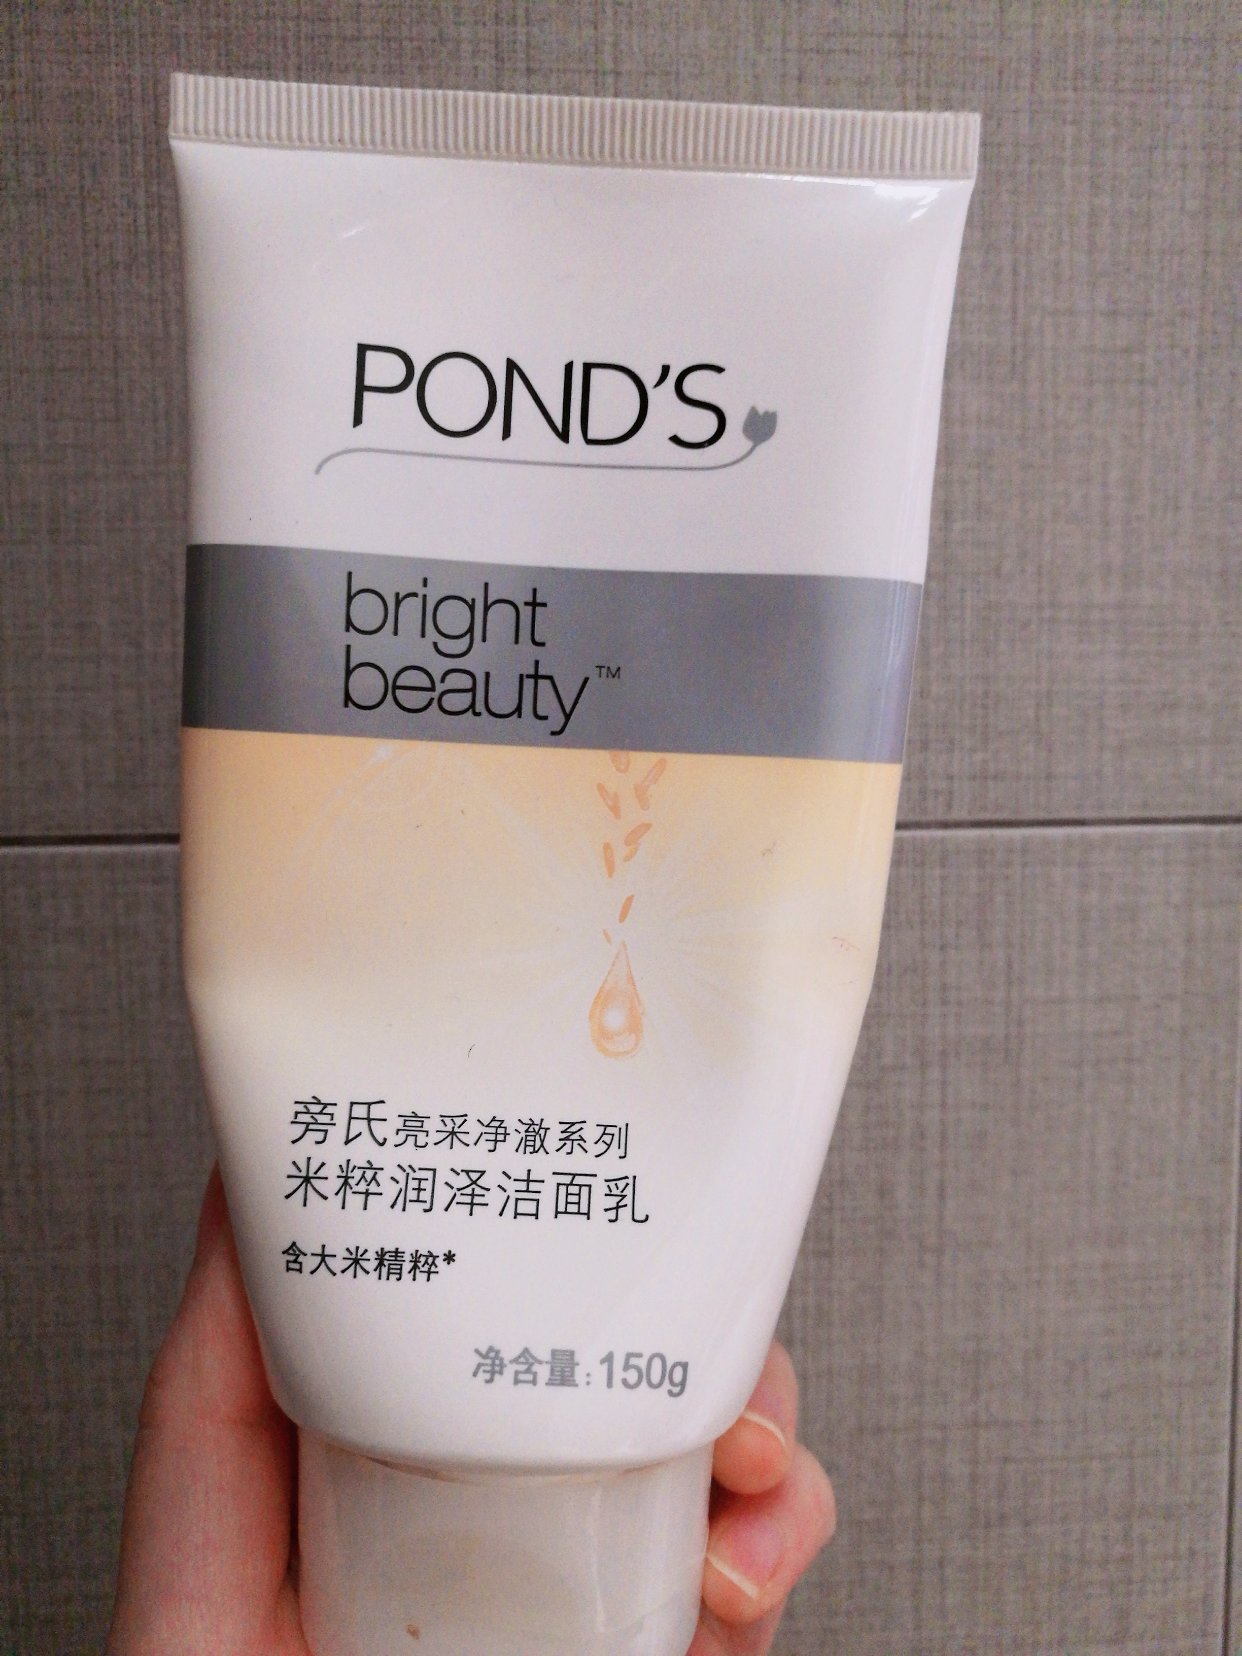 POND'S
bright
beauty™
旁氏亮采净澈系列
米粹润泽洁面乳
含大米精粹*
净含量:150g